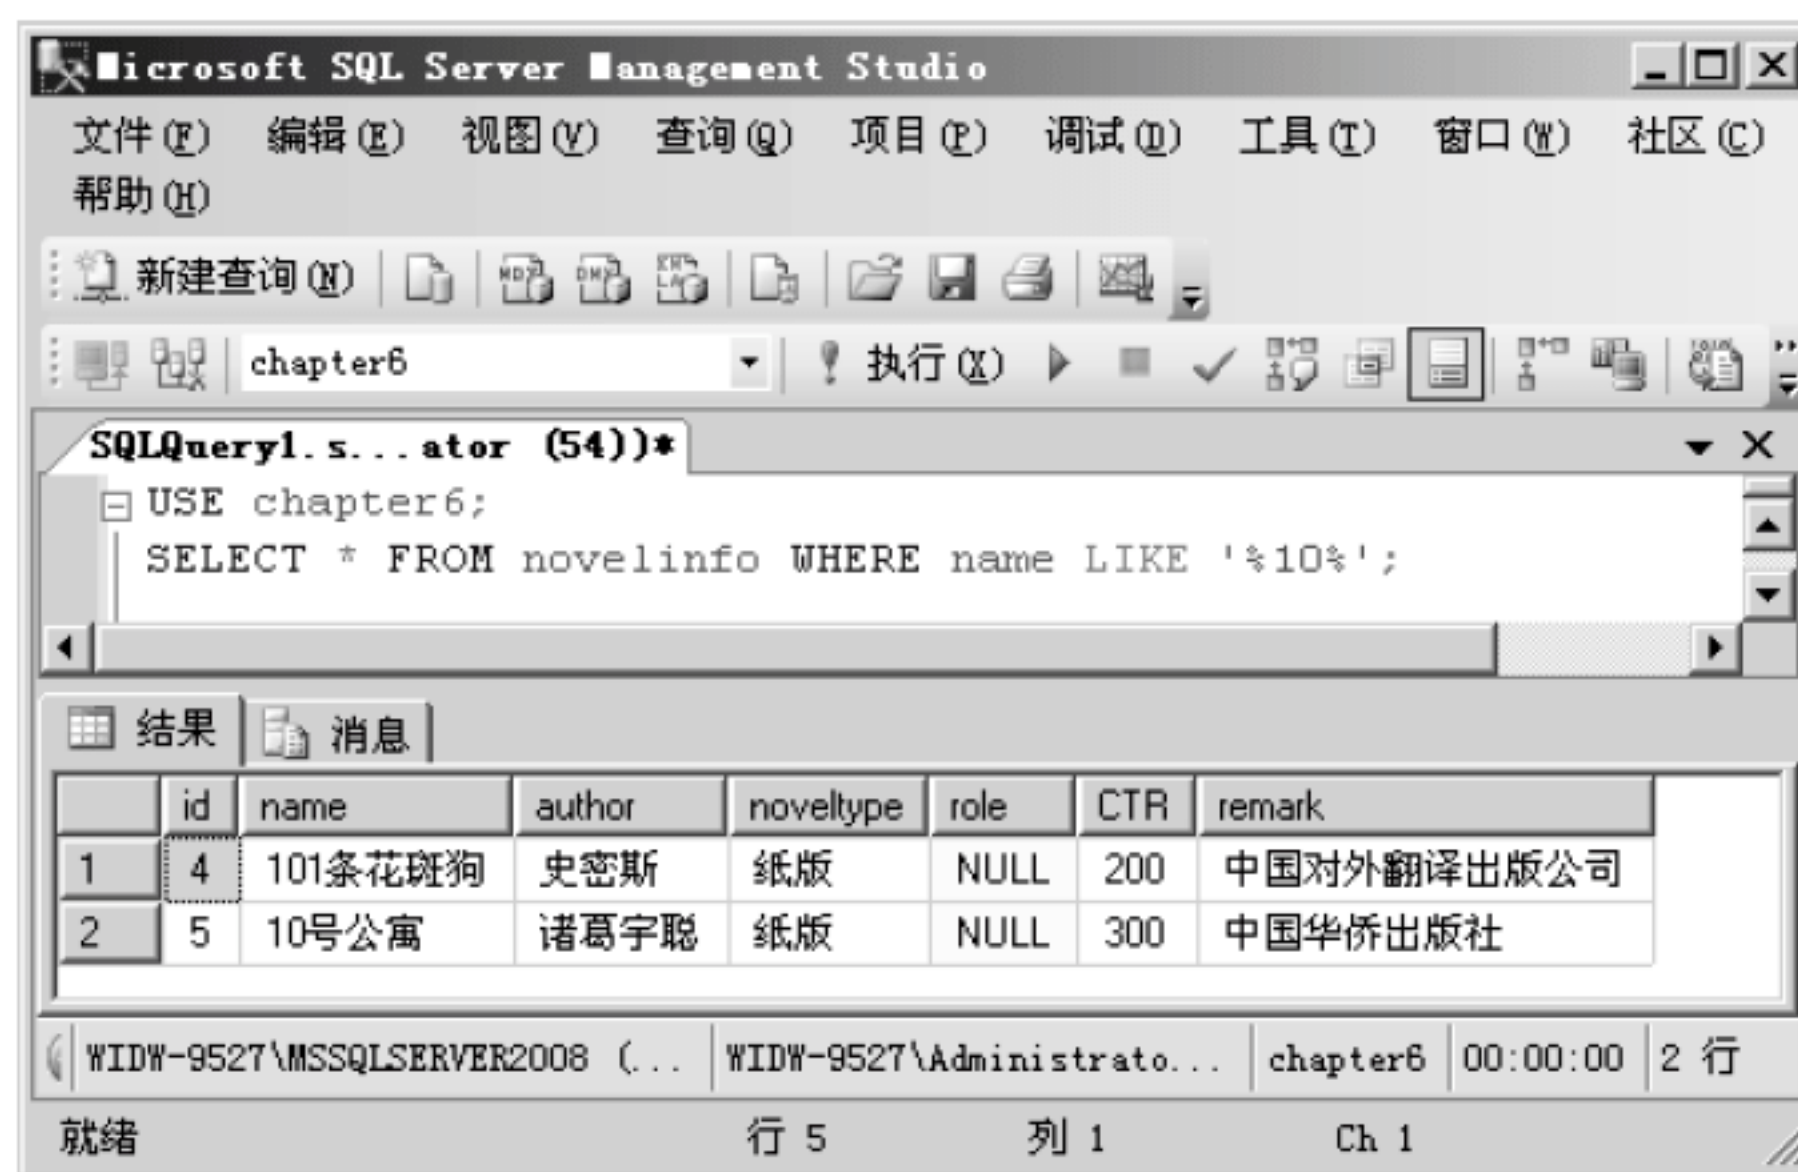 Microsoft SQL Server Management Studio
文件(F) 编辑(E) 视图(V) 查询(Q) 项目(P) 调试(D) 工具(T) 窗口(W) 社区(C)
帮助(H)
新建查询(N)
chapter6 执行(X)
SQLQuery1.s...ator (54))*
USE chapter6;
SELECT * FROM novelinfo WHERE name LIKE '%10%';
结果 消息
id name author noveltype role CTR remark
1 4 101条花斑狗 史密斯 纸版 NULL 200 中国对外翻译出版公司
2 5 10号公寓 诸葛宇聪 纸版 NULL 300 中国华侨出版社
WIDW-9527\MSSQLSERVER2008 (... WIDW-9527\Administrato... chapter6 00:00:00 2 行
就绪 行 5 列 1 Ch 1